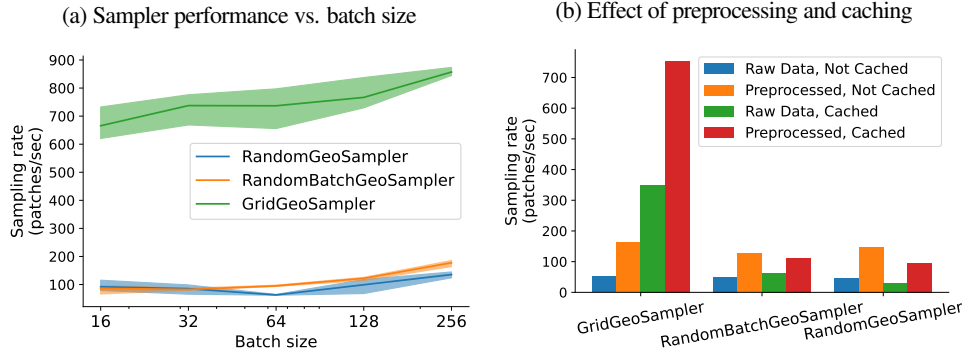 (a) Sampler performance vs. batch size
900
800
700
600
500
400
300
200
100
Sampling rate
(patches/sec)
RandomGeoSampler
RandomBatchGeoSampler
GridGeoSampler
16
32
64
128
256
Batch size
(b) Effect of preprocessing and caching
700
600
500
400
300
200
100
0
Sampling rate
(patches/sec)
Raw Data, Not Cached
Preprocessed, Not Cached
Raw Data, Cached
Preprocessed, Cached
GridGeoSampler
RandomBatchGeoSampler
RandomGeoSampler